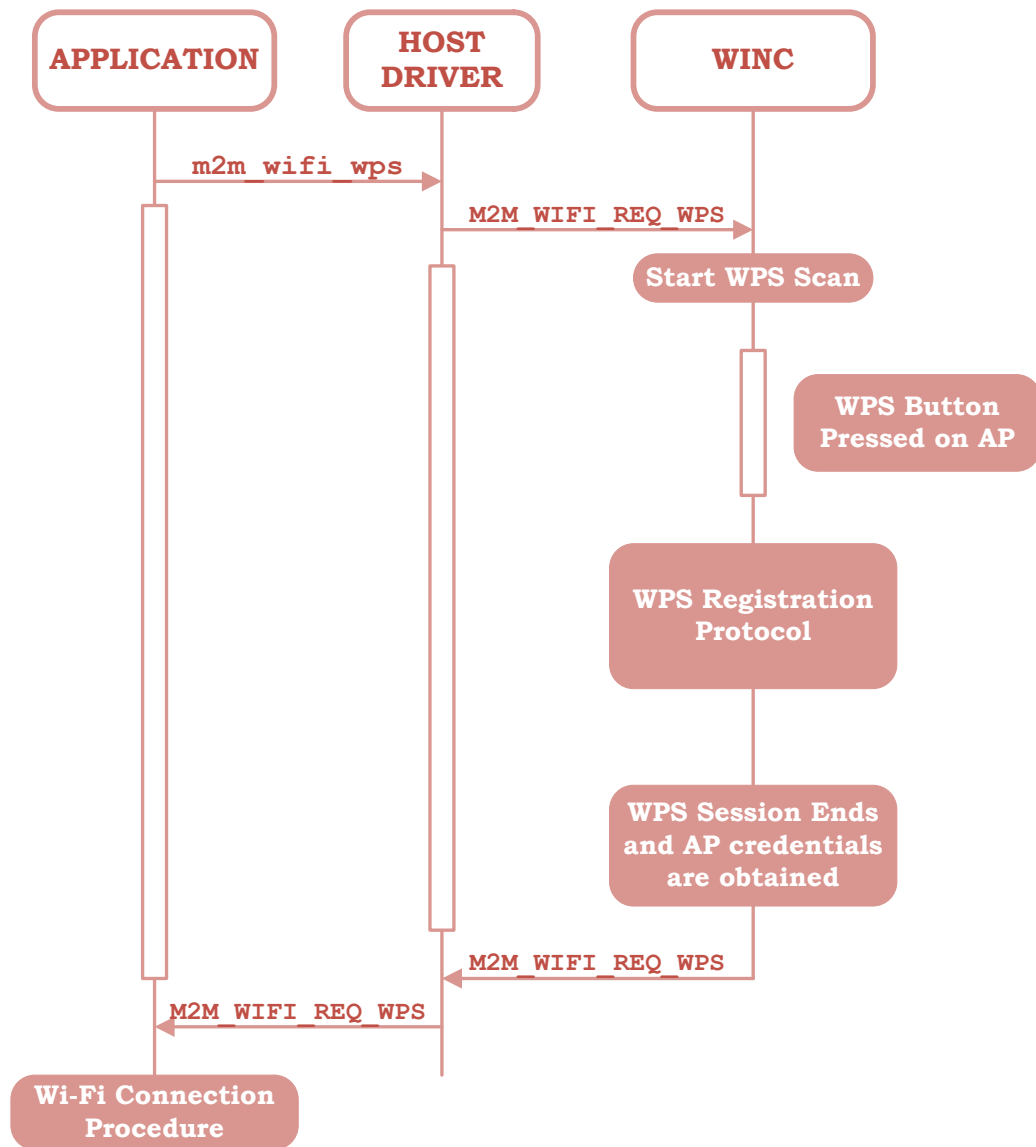 APPLICATION
HOST
DRIVER
WINC
m2m_wifi_wps
M2M_WIFI_REQ_WPS
Start WPS Scan
WPS Button
Pressed on AP
WPS Registration
Protocol
WPS Session Ends
and AP credentials
are obtained
M2M_WIFI_REQ_WPS
M2M_WIFI_REQ_WPS
Wi-Fi Connection
Procedure